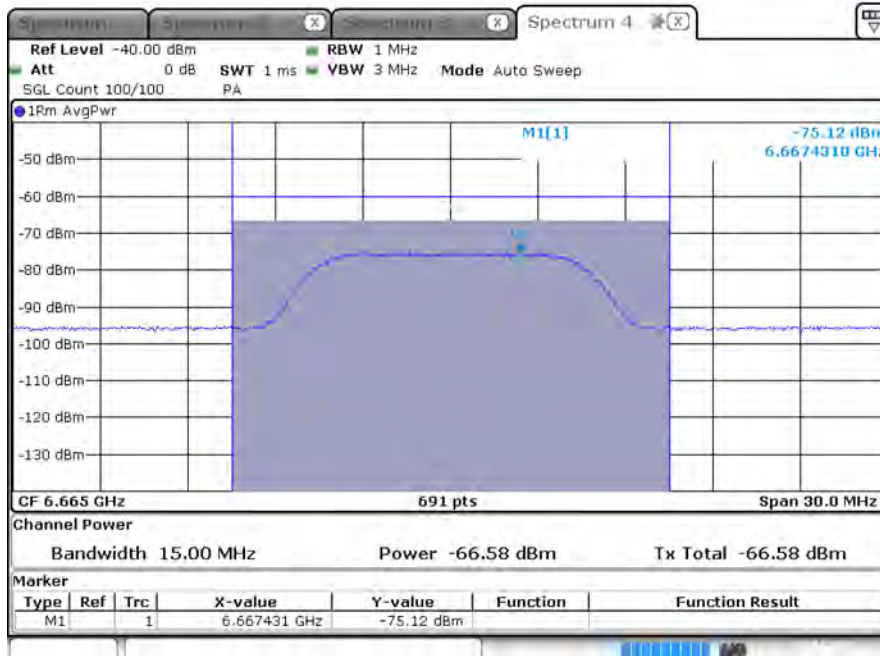 Spectrum 4
Ref Level -40.00 dBm RBW 1 MHz
Att 0 dB SWT 1 ms VBW 3 MHz Mode Auto Sweep
SGL Count 100/100 PA
1Rm AvgPwr
M1[1] -75.12 dBm
6.6674310 GHz
-50 dBm
-60 dBm
-70 dBm
-80 dBm
-90 dBm
-100 dBm
-110 dBm
-120 dBm
-130 dBm
CF 6.665 GHz 691 pts Span 30.0 MHz
Channel Power
Bandwidth 15.00 MHz Power -66.58 dBm Tx Total -66.58 dBm
Marker
Type Ref Trc X-value Y-value Function Function Result
M1 1 6.667431 GHz -75.12 dBm